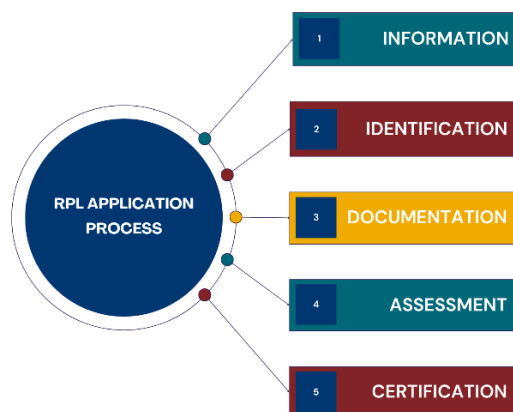 RPL APPLICATION
PROCESS
1
INFORMATION
2
IDENTIFICATION
3
DOCUMENTATION
4
ASSESSMENT
5
CERTIFICATION